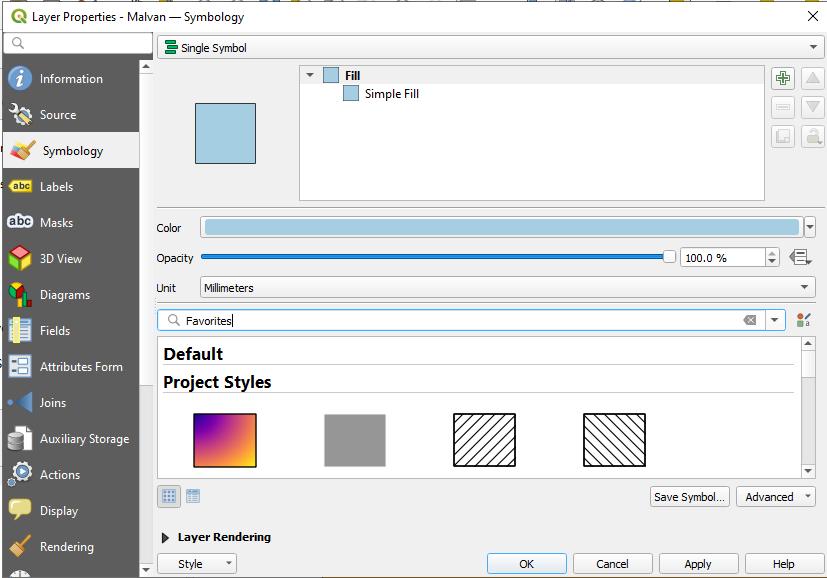 Layer Properties - Malvan — Symbology
Information
Source
Symbology
abc Labels
abc Masks
3D View
Diagrams
Fields
Attributes Form
Joins
Auxiliary Storage
Actions
Display
Rendering
Single Symbol
Fill
Simple Fill
Color
Opacity 100.0 %
Unit Millimeters
Favorites
Default
Project Styles
Save Symbol... Advanced
Layer Rendering
Style OK Cancel Apply Help